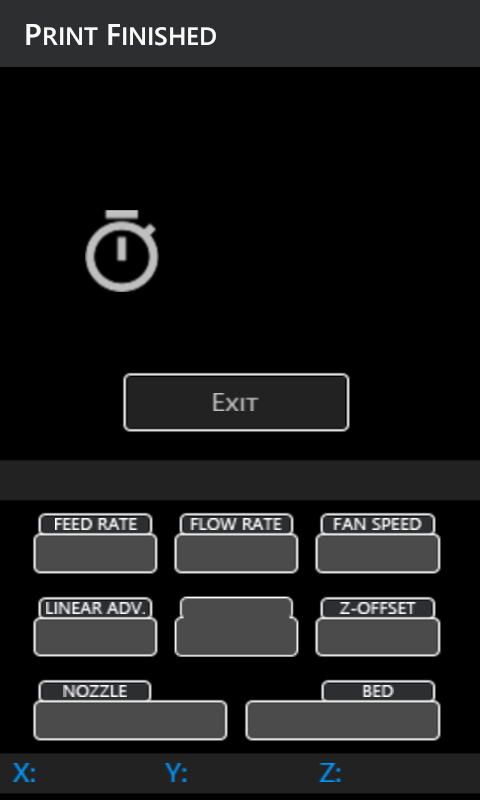 Print Finished
Exit
FEED RATE FLOW RATE FAN SPEED
LINEAR ADV. Z-OFFSET
NOZZLE BED
X: Y: Z: